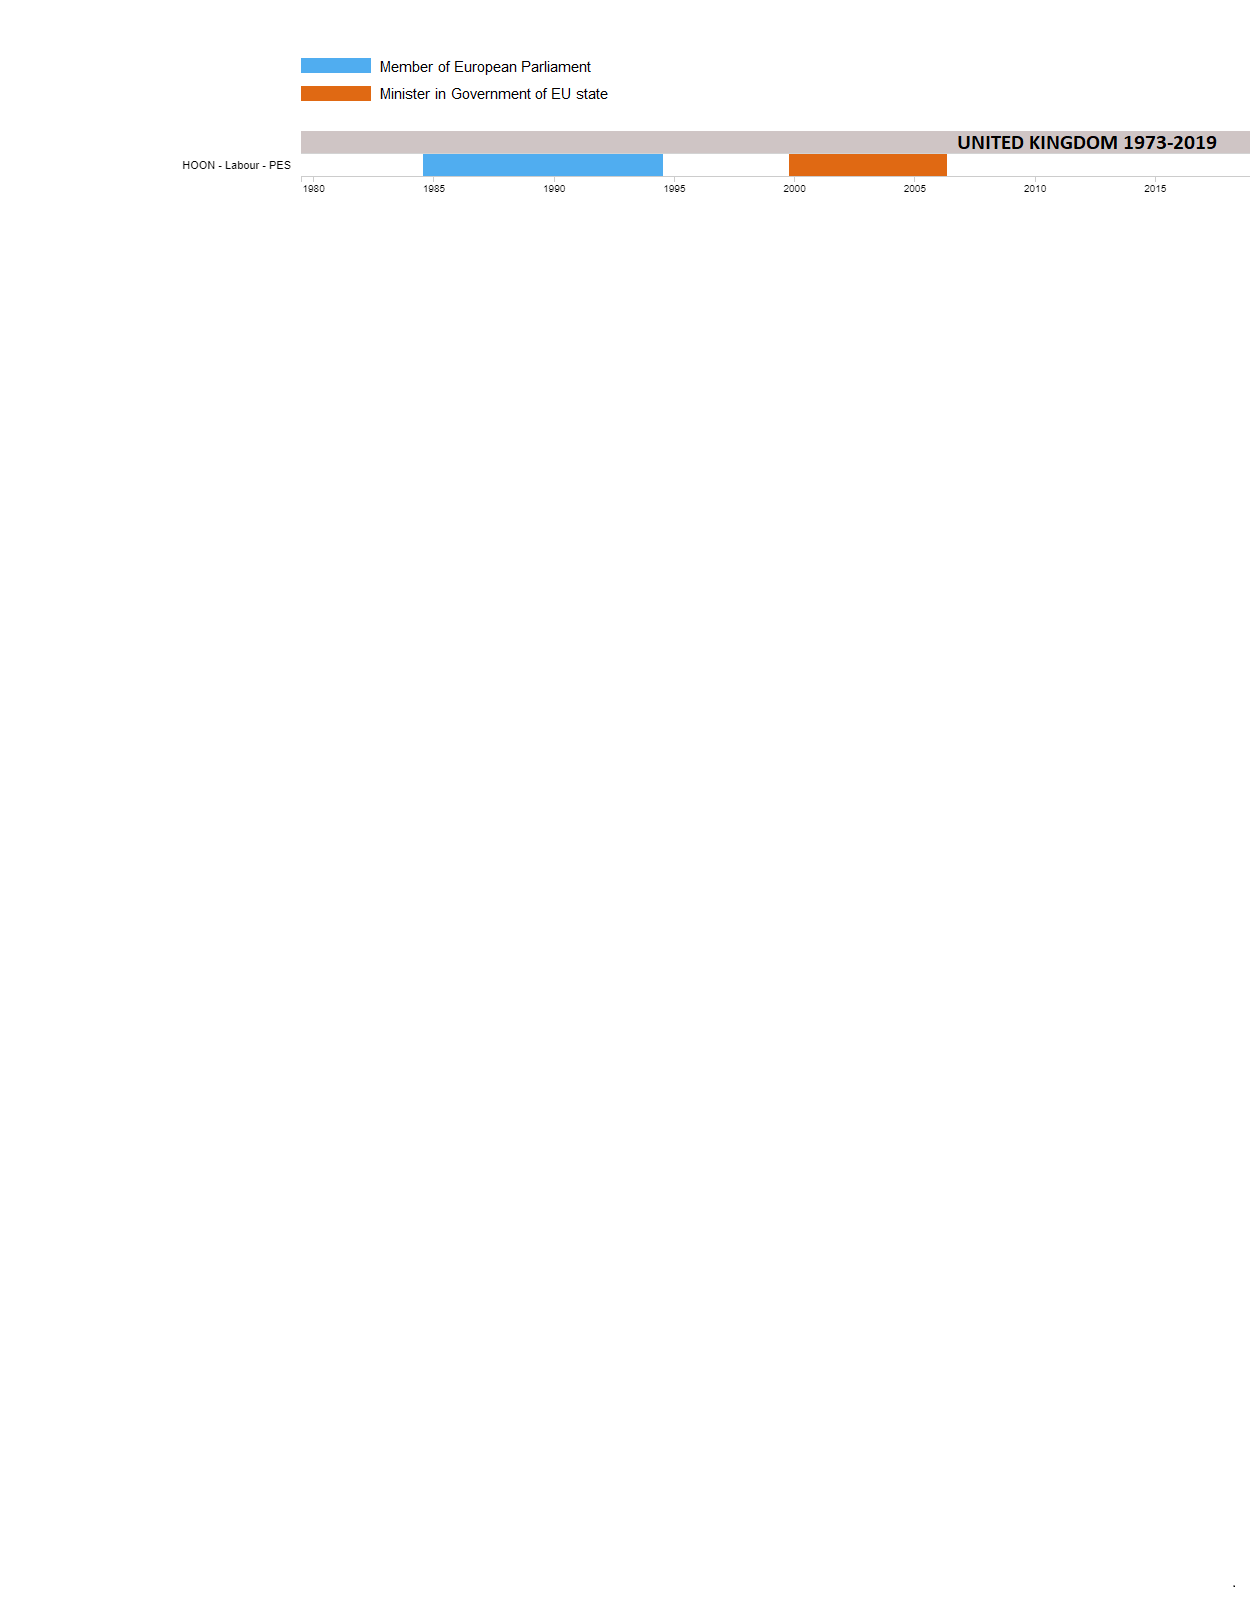 Member of European Parliament
Minister in Government of EU state
UNITED KINGDOM 1973-2019
HOON - Labour - PES
1980 1985 1990 1995 2000 2005 2010 2015
.